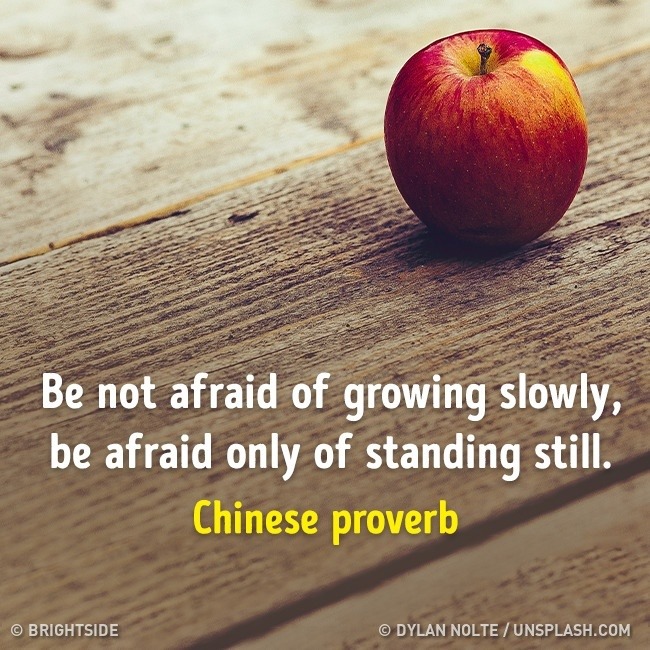 Be not afraid of growing slowly,
be afraid only of standing still.
Chinese proverb
© BRIGHTSIDE
© DYLAN NOLTE / UNSPLASH.COM